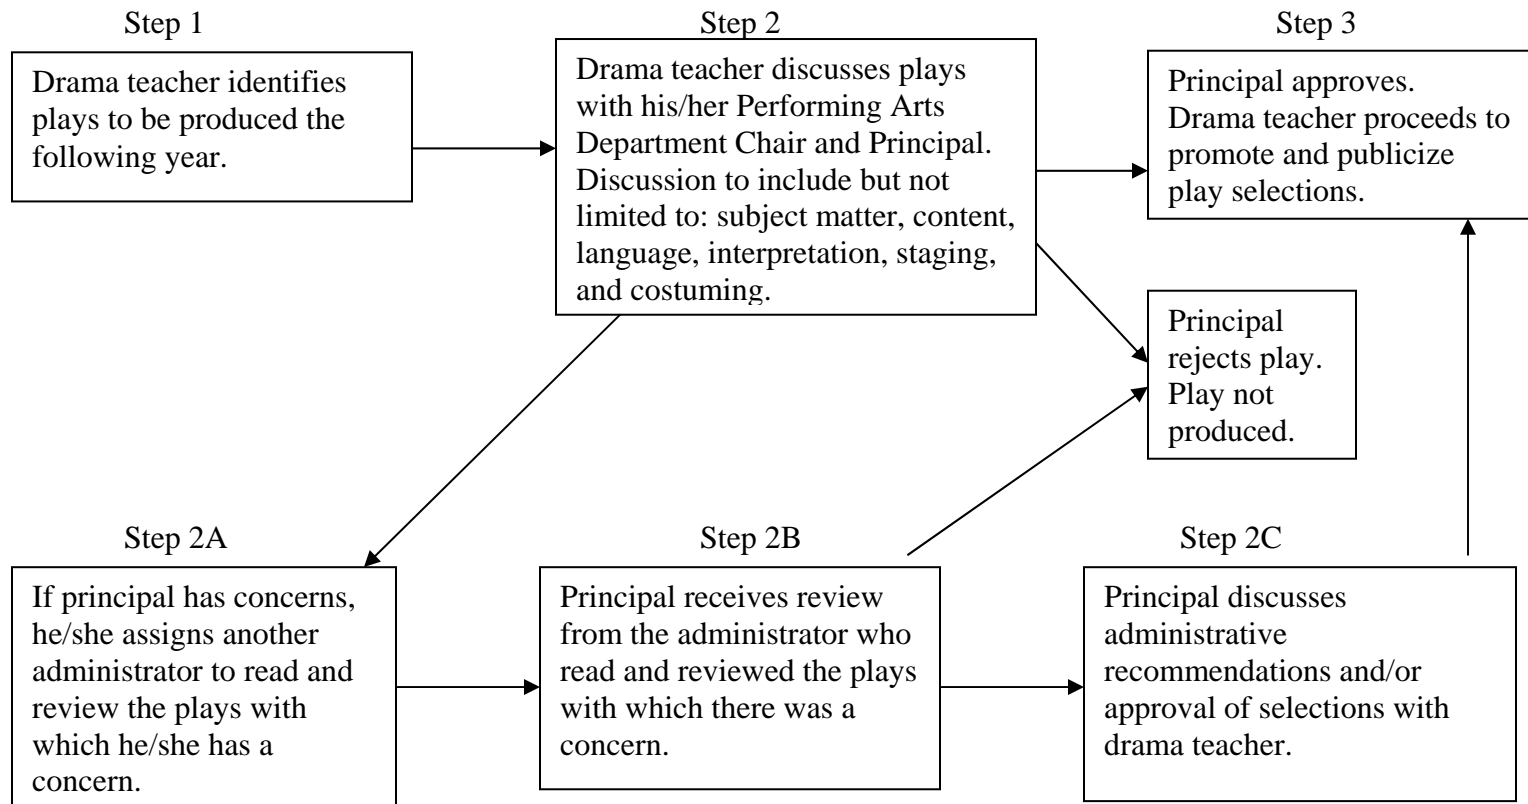 Step 1
Drama teacher identifies
plays to be produced the
following year.
Step 2
Drama teacher discusses plays
with his/her Performing Arts
Department Chair and Principal.
Discussion to include but not
limited to: subject matter, content,
language, interpretation, staging,
and costuming.
Step 3
Principal approves.
Drama teacher proceeds to
promote and publicize
play selections.
Principal
rejects play.
Play not
produced.
Step 2A
If principal has concerns,
he/she assigns another
administrator to read and
review the plays with
which he/she has a
concern.
Step 2B
Principal receives review
from the administrator who
read and reviewed the plays
with which there was a
concern.
Step 2C
Principal discusses
administrative
recommendations and/or
approval of selections with
drama teacher.